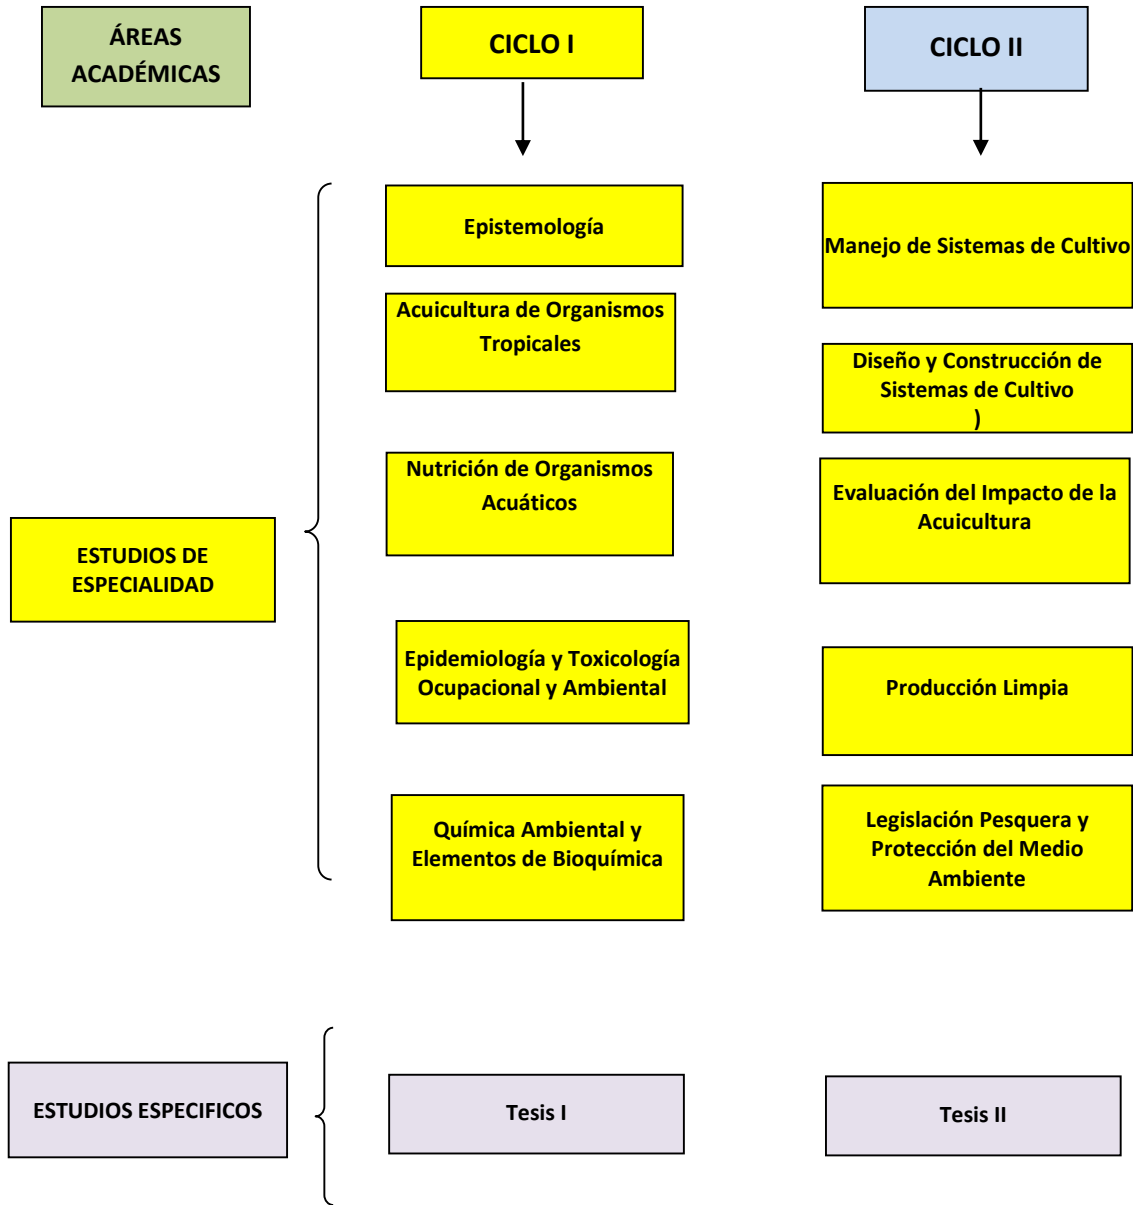 ÁREAS
ACADÉMICAS
CICLO I
CICLO II
Epistemología
Manejo de Sistemas de Cultivo
Acuicultura de Organismos
Tropicales
Diseño y Construcción de
Sistemas de Cultivo
)
Nutrición de Organismos
Acuáticos
Evaluación del Impacto de la
Acuicultura
ESTUDIOS DE
ESPECIALIDAD
Epidemiología y Toxicología
Ocupacional y Ambiental
Producción Limpia
Química Ambiental y
Elementos de Bioquímica
Legislación Pesquera y
Protección del Medio
Ambiente
ESTUDIOS ESPECIFICOS
Tesis I
Tesis II